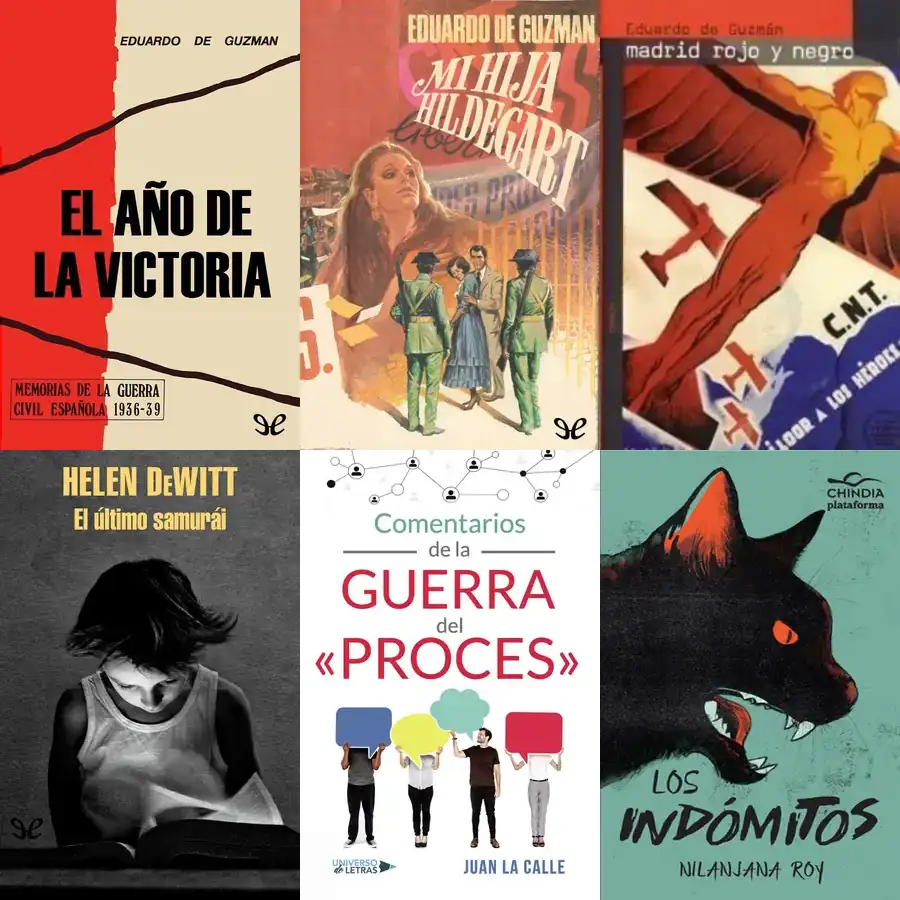 EDUARDO DE GUZMAN
EL AÑO DE
LA VICTORIA
MEMORIAS DE LA GUERRA
CIVIL ESPAÑOLA 1936-39
EDUARDO DE GUZMAN
MI HIJA
HILDEGART
S.
Eduardo de Guzmán
madrid rojo y negro
C.N.T.
A LOS HÉROES
HELEN DEWITT
El último samurái
Comentarios
de la
GUERRA
del
«PROCES»
UNIVERSO
de LETRAS
JUAN LA CALLE
CHINDIA
plataforma
LOS
INDÓMITOS
NILANJANA ROY